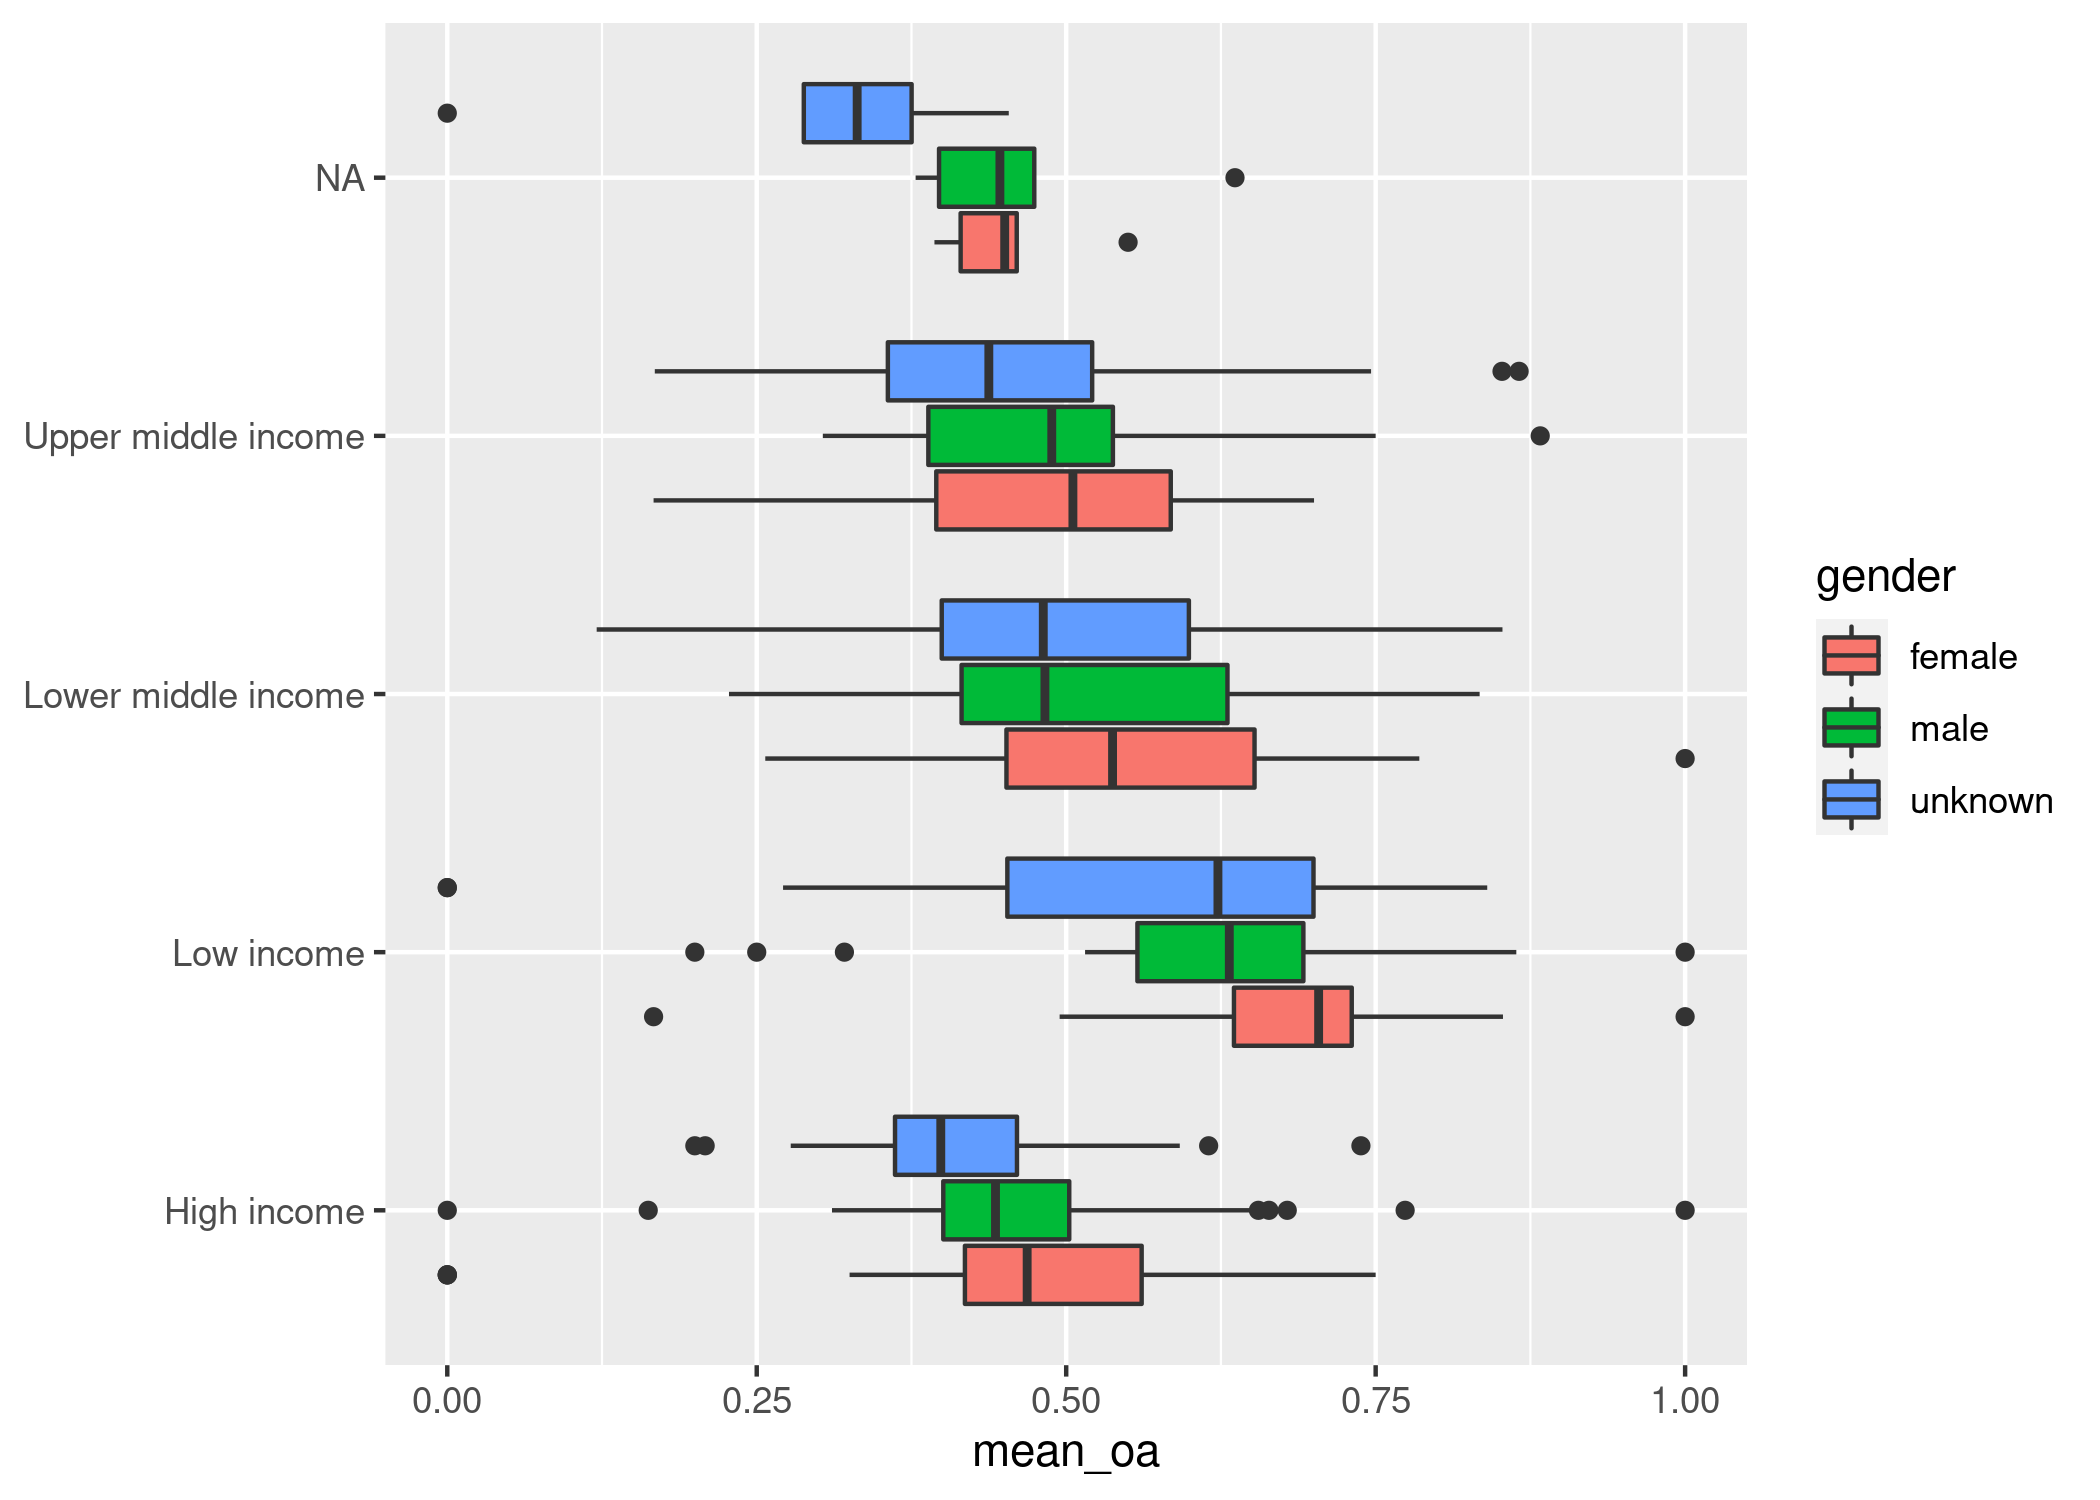 NA
Upper middle income
Lower middle income
Low income
High income
0.00 0.25 0.50 0.75 1.00
mean_oa
gender
female
male
unknown